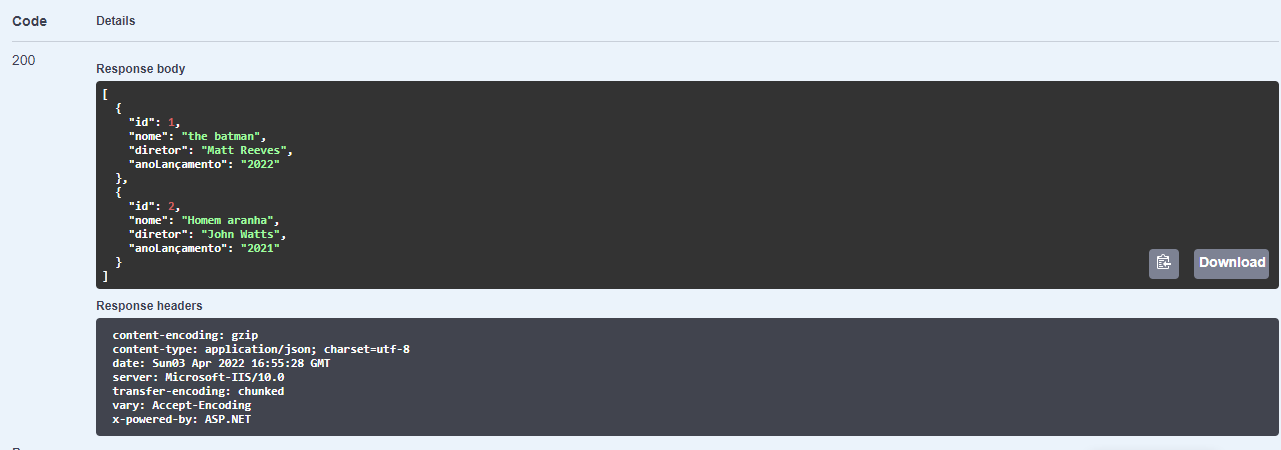 Code Details
200
Response body
[
  {
    "id": 1,
    "nome": "the batman",
    "diretor": "Matt Reeves",
    "anoLançamento": "2022"
  },
  {
    "id": 2,
    "nome": "Homem aranha",
    "diretor": "John Watts",
    "anoLançamento": "2021"
  }
]
Download
Response headers
content-encoding: gzip
content-type: application/json; charset=utf-8
date: Sun03 Apr 2022 16:55:28 GMT
server: Microsoft-IIS/10.0
transfer-encoding: chunked
vary: Accept-Encoding
x-powered-by: ASP.NET